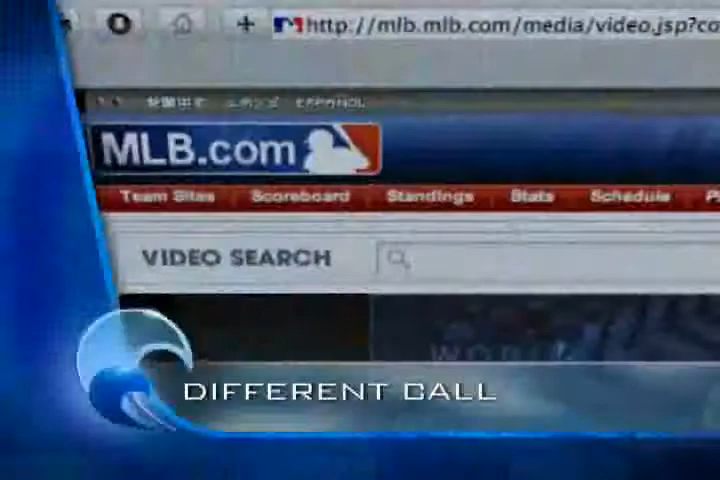 http://mlb.mlb.com/media/video.jsp?co
ESPAÑOL
MLB.com
Team Sites Scoreboard Standings Stats Schedule P
VIDEO SEARCH
DIFFERENT CALL